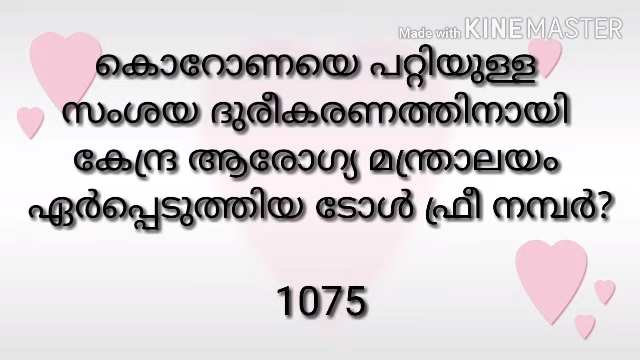 Made with KINEMASTER
കൊറോണയെ പറ്റിയുള്ള
സംശയ ദുരീകരണത്തിനായി
കേന്ദ്ര ആരോഗ്യ മന്ത്രാലയം
ഏർപ്പെടുത്തിയ ടോൾ ഫ്രീ നമ്പർ?
1075